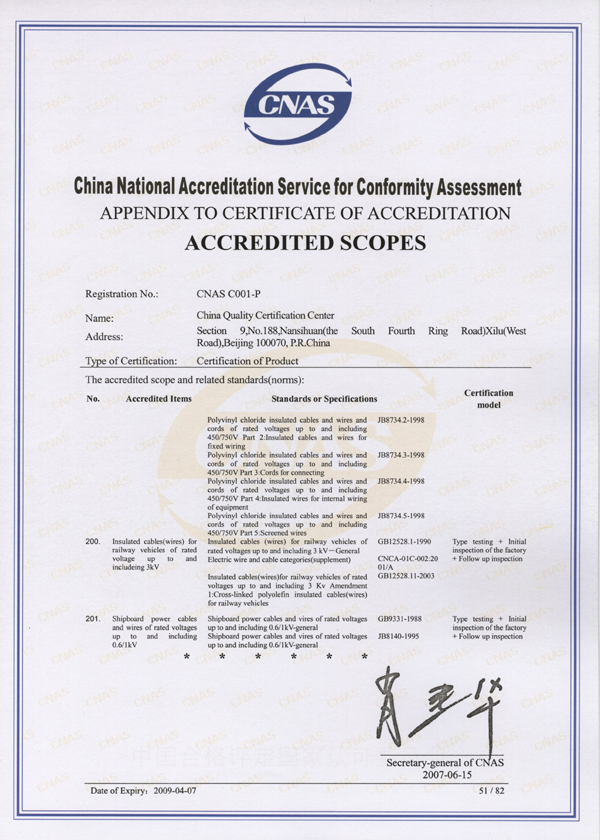 CNAS
China National Accreditation Service for Conformity Assessment
APPENDIX TO CERTIFICATE OF ACCREDITATION
ACCREDITED SCOPES
Registration No.: CNAS C001-P
Name: China Quality Certification Center
Address: Section 9,No.188,Nansihuan(the South Fourth Ring Road)Xilu(West
Road),Beijing 100070, P.R.China
Type of Certification: Certification of Product
The accredited scope and related standards(norms):
No. Accredited Items Standards or Specifications Certification
model
Polyvinyl chloride insulated cables and wires and JB8734.2-1998
cords of rated voltages up to and including
450/750V Part 2:Insulated cables and wires for
fixed wiring
Polyvinyl chloride insulated cables and wires and JB8734.3-1998
cords of rated voltages up to and including
450/750V Part 3:Cords for connecting
Polyvinyl chloride insulated cables and wires and JB8734.4-1998
cords of rated voltages up to and including
450/750V Part 4:Insulated wires for internal wiring
of equipment
Polyvinyl chloride insulated cables and wires and JB8734.5-1998
cords of rated voltages up to and including
450/750V Part 5:Screened wires
200. Insulated cables(wires) for Insulated cables (wires) for railway vehicles of GB12528.1-1990 Type testing + Initial
railway vehicles of rated rated voltages up to and including 3 kV—General inspection of the factory
voltage up to and Electric wire and cable categories(supplement) CNCA-01C-002:20 + Follow up inspection
includeing 3kV 01/A
Insulated cables(wires)for railway vehicles of rated GB12528.11-2003
voltages up to and including 3 Kv Amendment
1:Cross-linked polyolefin insulated cables(wires)
for railway vehicles
201. Shipboard power cables Shipboard power cables and vires of rated voltages GB9331-1988 Type testing + Initial
and wires of rated voltages up to and including 0.6/1kV-general inspection of the factory
up to and including Shipboard power cables and vires of rated voltages JB8140-1995 + Follow up inspection
0.6/1kV up to and including 0.6/1kV-general
* * * * * *
Secretary-general of CNAS
2007-06-15
Date of Expiry: 2009-04-07 51 / 82